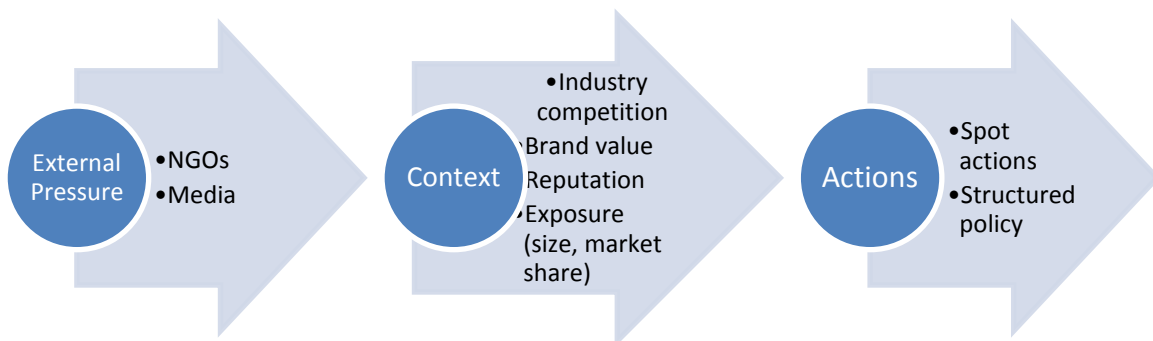 External
Pressure
•NGOs
•Media
Context
•Industry
competition
•Brand value
•Reputation
•Exposure
(size, market
share)
Actions
•Spot
actions
•Structured
policy